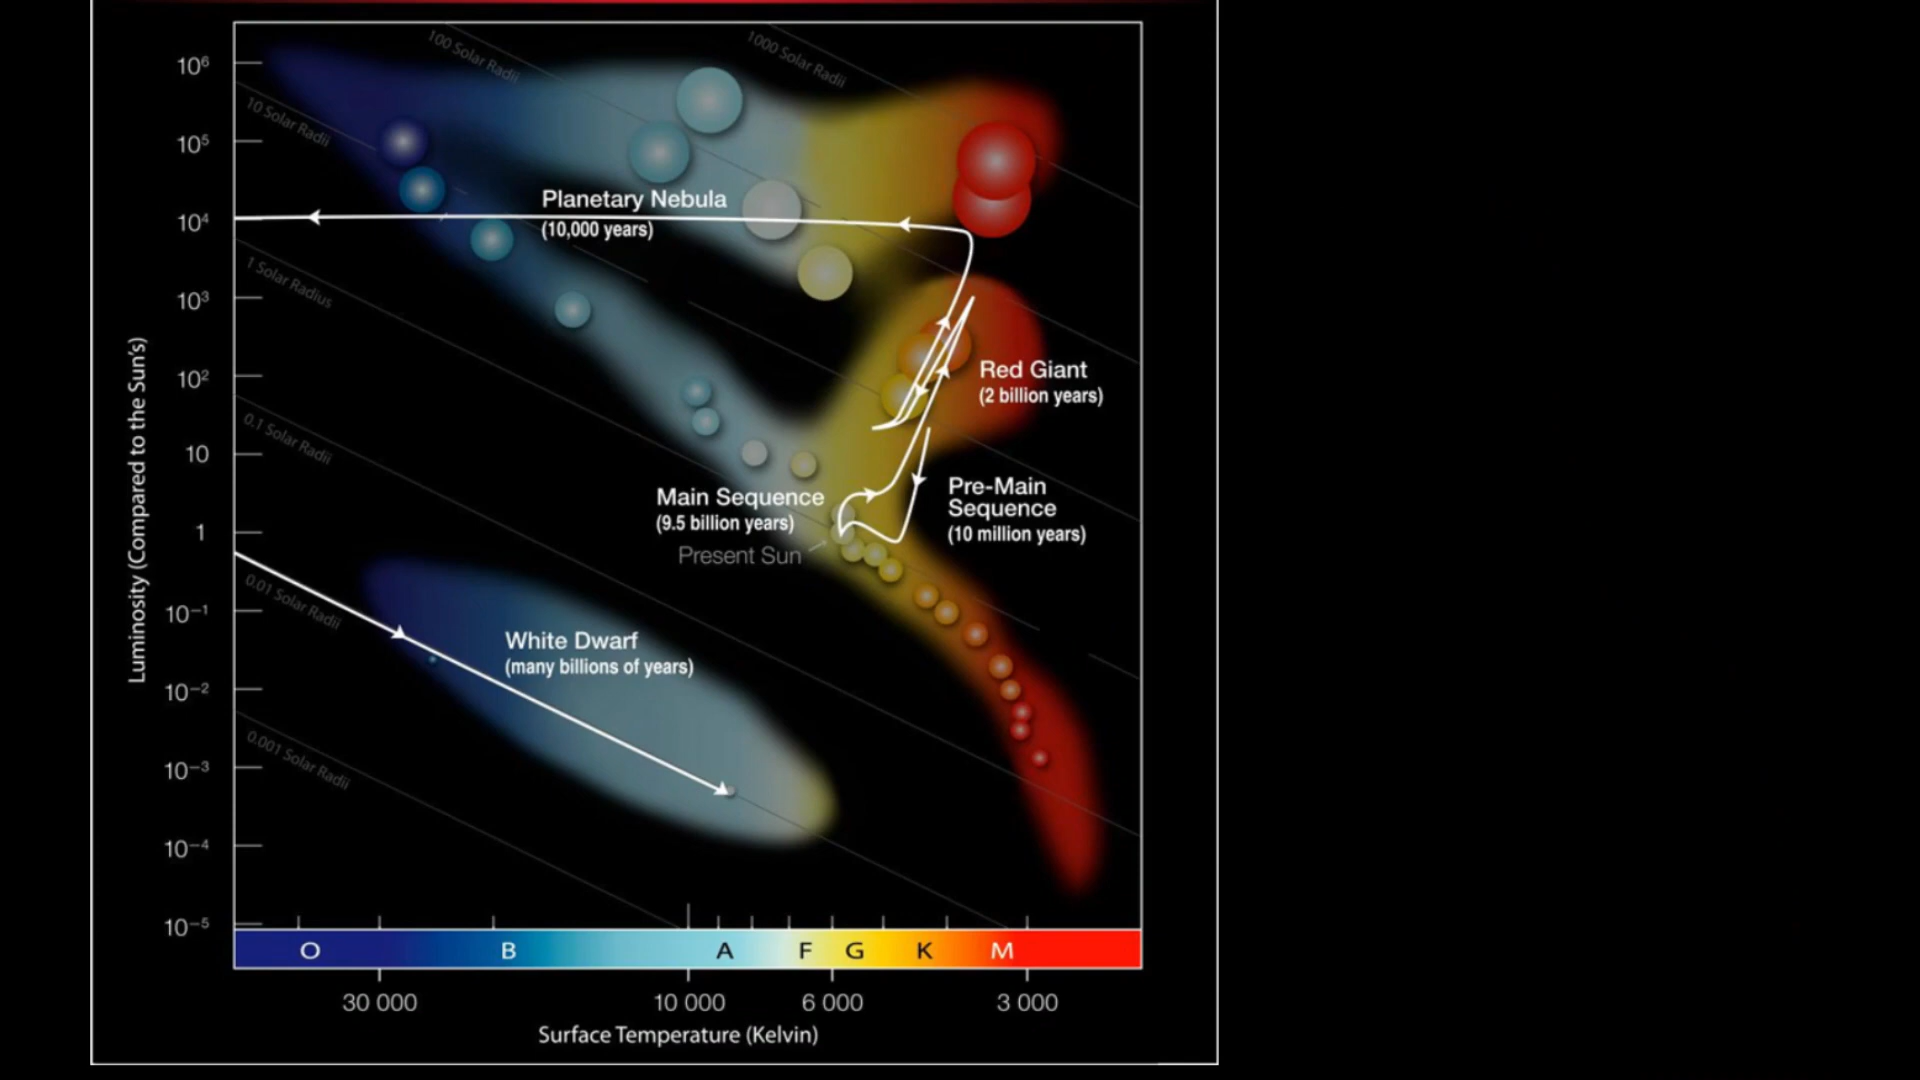 100 Solar Radii
1000 Solar Radii
10⁶
10 Solar Radii
10⁵
Planetary Nebula
(10,000 years)
10⁴
1 Solar Radius
10³
Red Giant
(2 billion years)
10²
0.1 Solar Radii
10
Main Sequence
(9.5 billion years)
Present Sun
Pre-Main
Sequence
(10 million years)
1
0.01 Solar Radii
10⁻¹
White Dwarf
(many billions of years)
10⁻²
0.001 Solar Radii
10⁻³
10⁻⁴
10⁻⁵
Luminosity (Compared to the Sun's)
O B A F G K M
30 000 10 000 6 000 3 000
Surface Temperature (Kelvin)